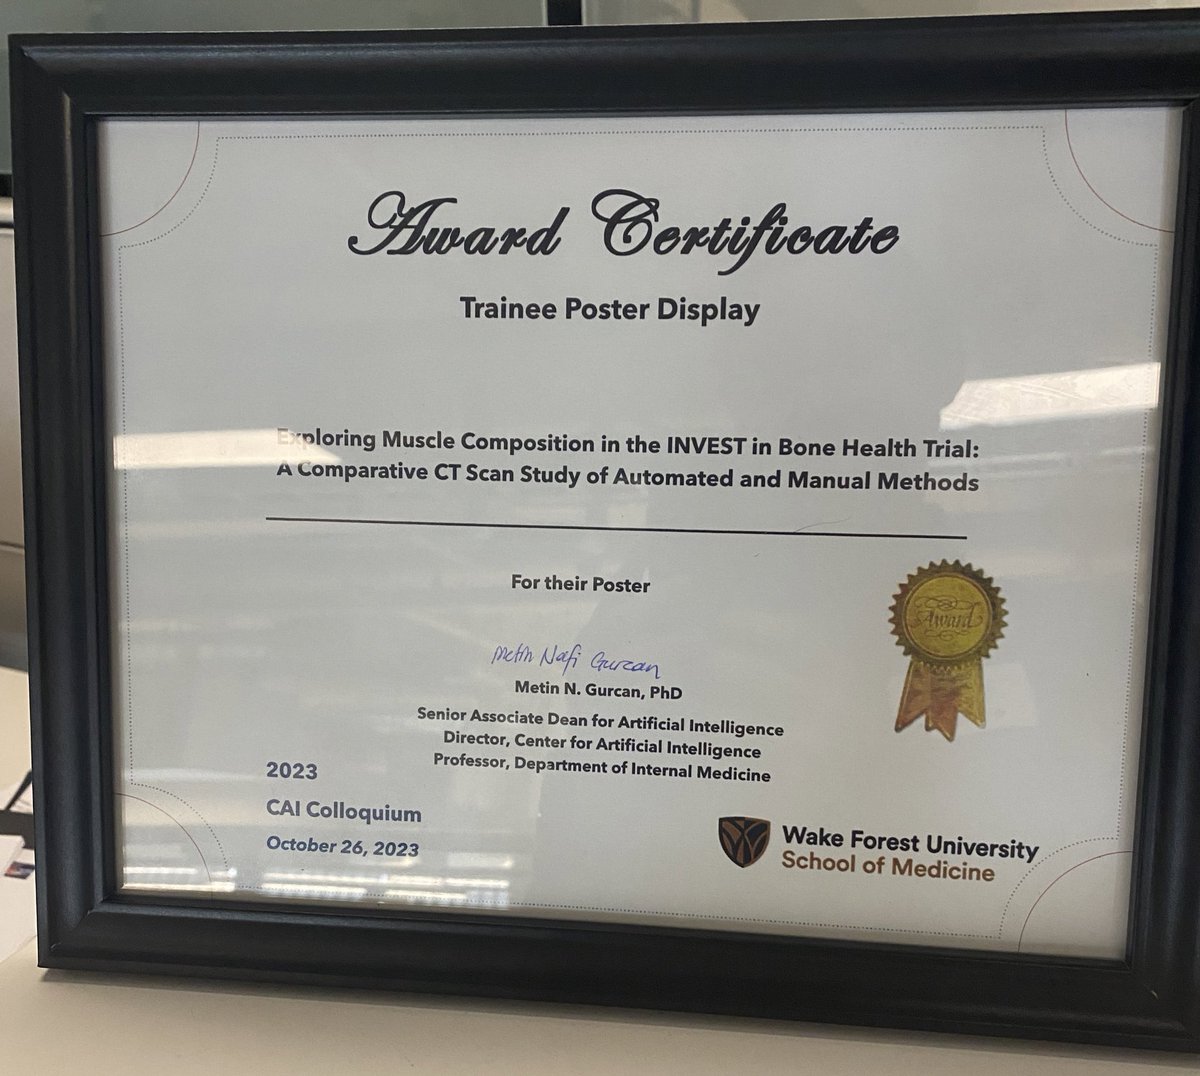 Award Certificate
Trainee Poster Display
Exploring Muscle Composition in the INVEST in Bone Health Trial:
A Comparative CT Scan Study of Automated and Manual Methods
For their Poster
Award
Metin Nafi Gurcan
Metin N. Gurcan, PhD
Senior Associate Dean for Artificial Intelligence
Director, Center for Artificial Intelligence
Professor, Department of Internal Medicine
2023
CAI Colloquium
October 26, 2023
Wake Forest University
School of Medicine